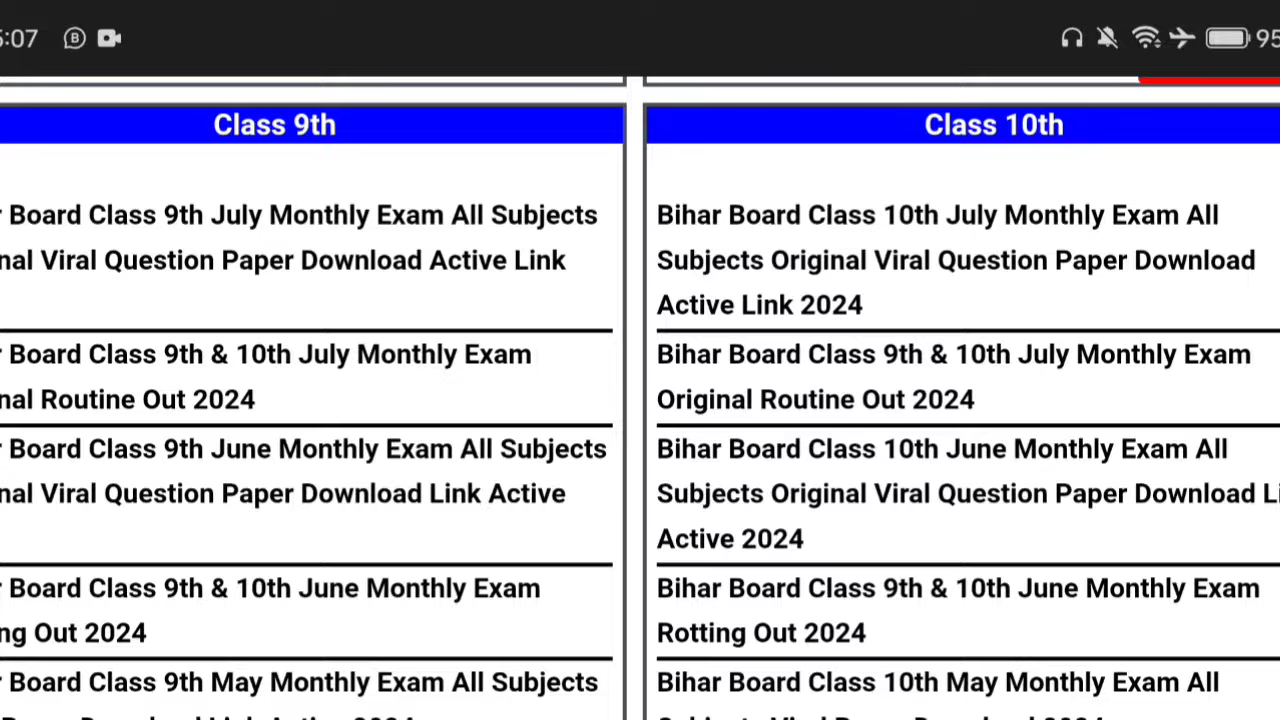 5:07
95
Class 9th
Board Class 9th July Monthly Exam All Subjects
Viral Question Paper Download Active Link
Board Class 9th & 10th July Monthly Exam
Routine Out 2024
Board Class 9th June Monthly Exam All Subjects
Viral Question Paper Download Link Active
Board Class 9th & 10th June Monthly Exam
Out 2024
Board Class 9th May Monthly Exam All Subjects
Class 10th
Bihar Board Class 10th July Monthly Exam All
Subjects Original Viral Question Paper Download
Active Link 2024
Bihar Board Class 9th & 10th July Monthly Exam
Original Routine Out 2024
Bihar Board Class 10th June Monthly Exam All
Subjects Original Viral Question Paper Download
Active 2024
Bihar Board Class 9th & 10th June Monthly Exam
Rotting Out 2024
Bihar Board Class 10th May Monthly Exam All